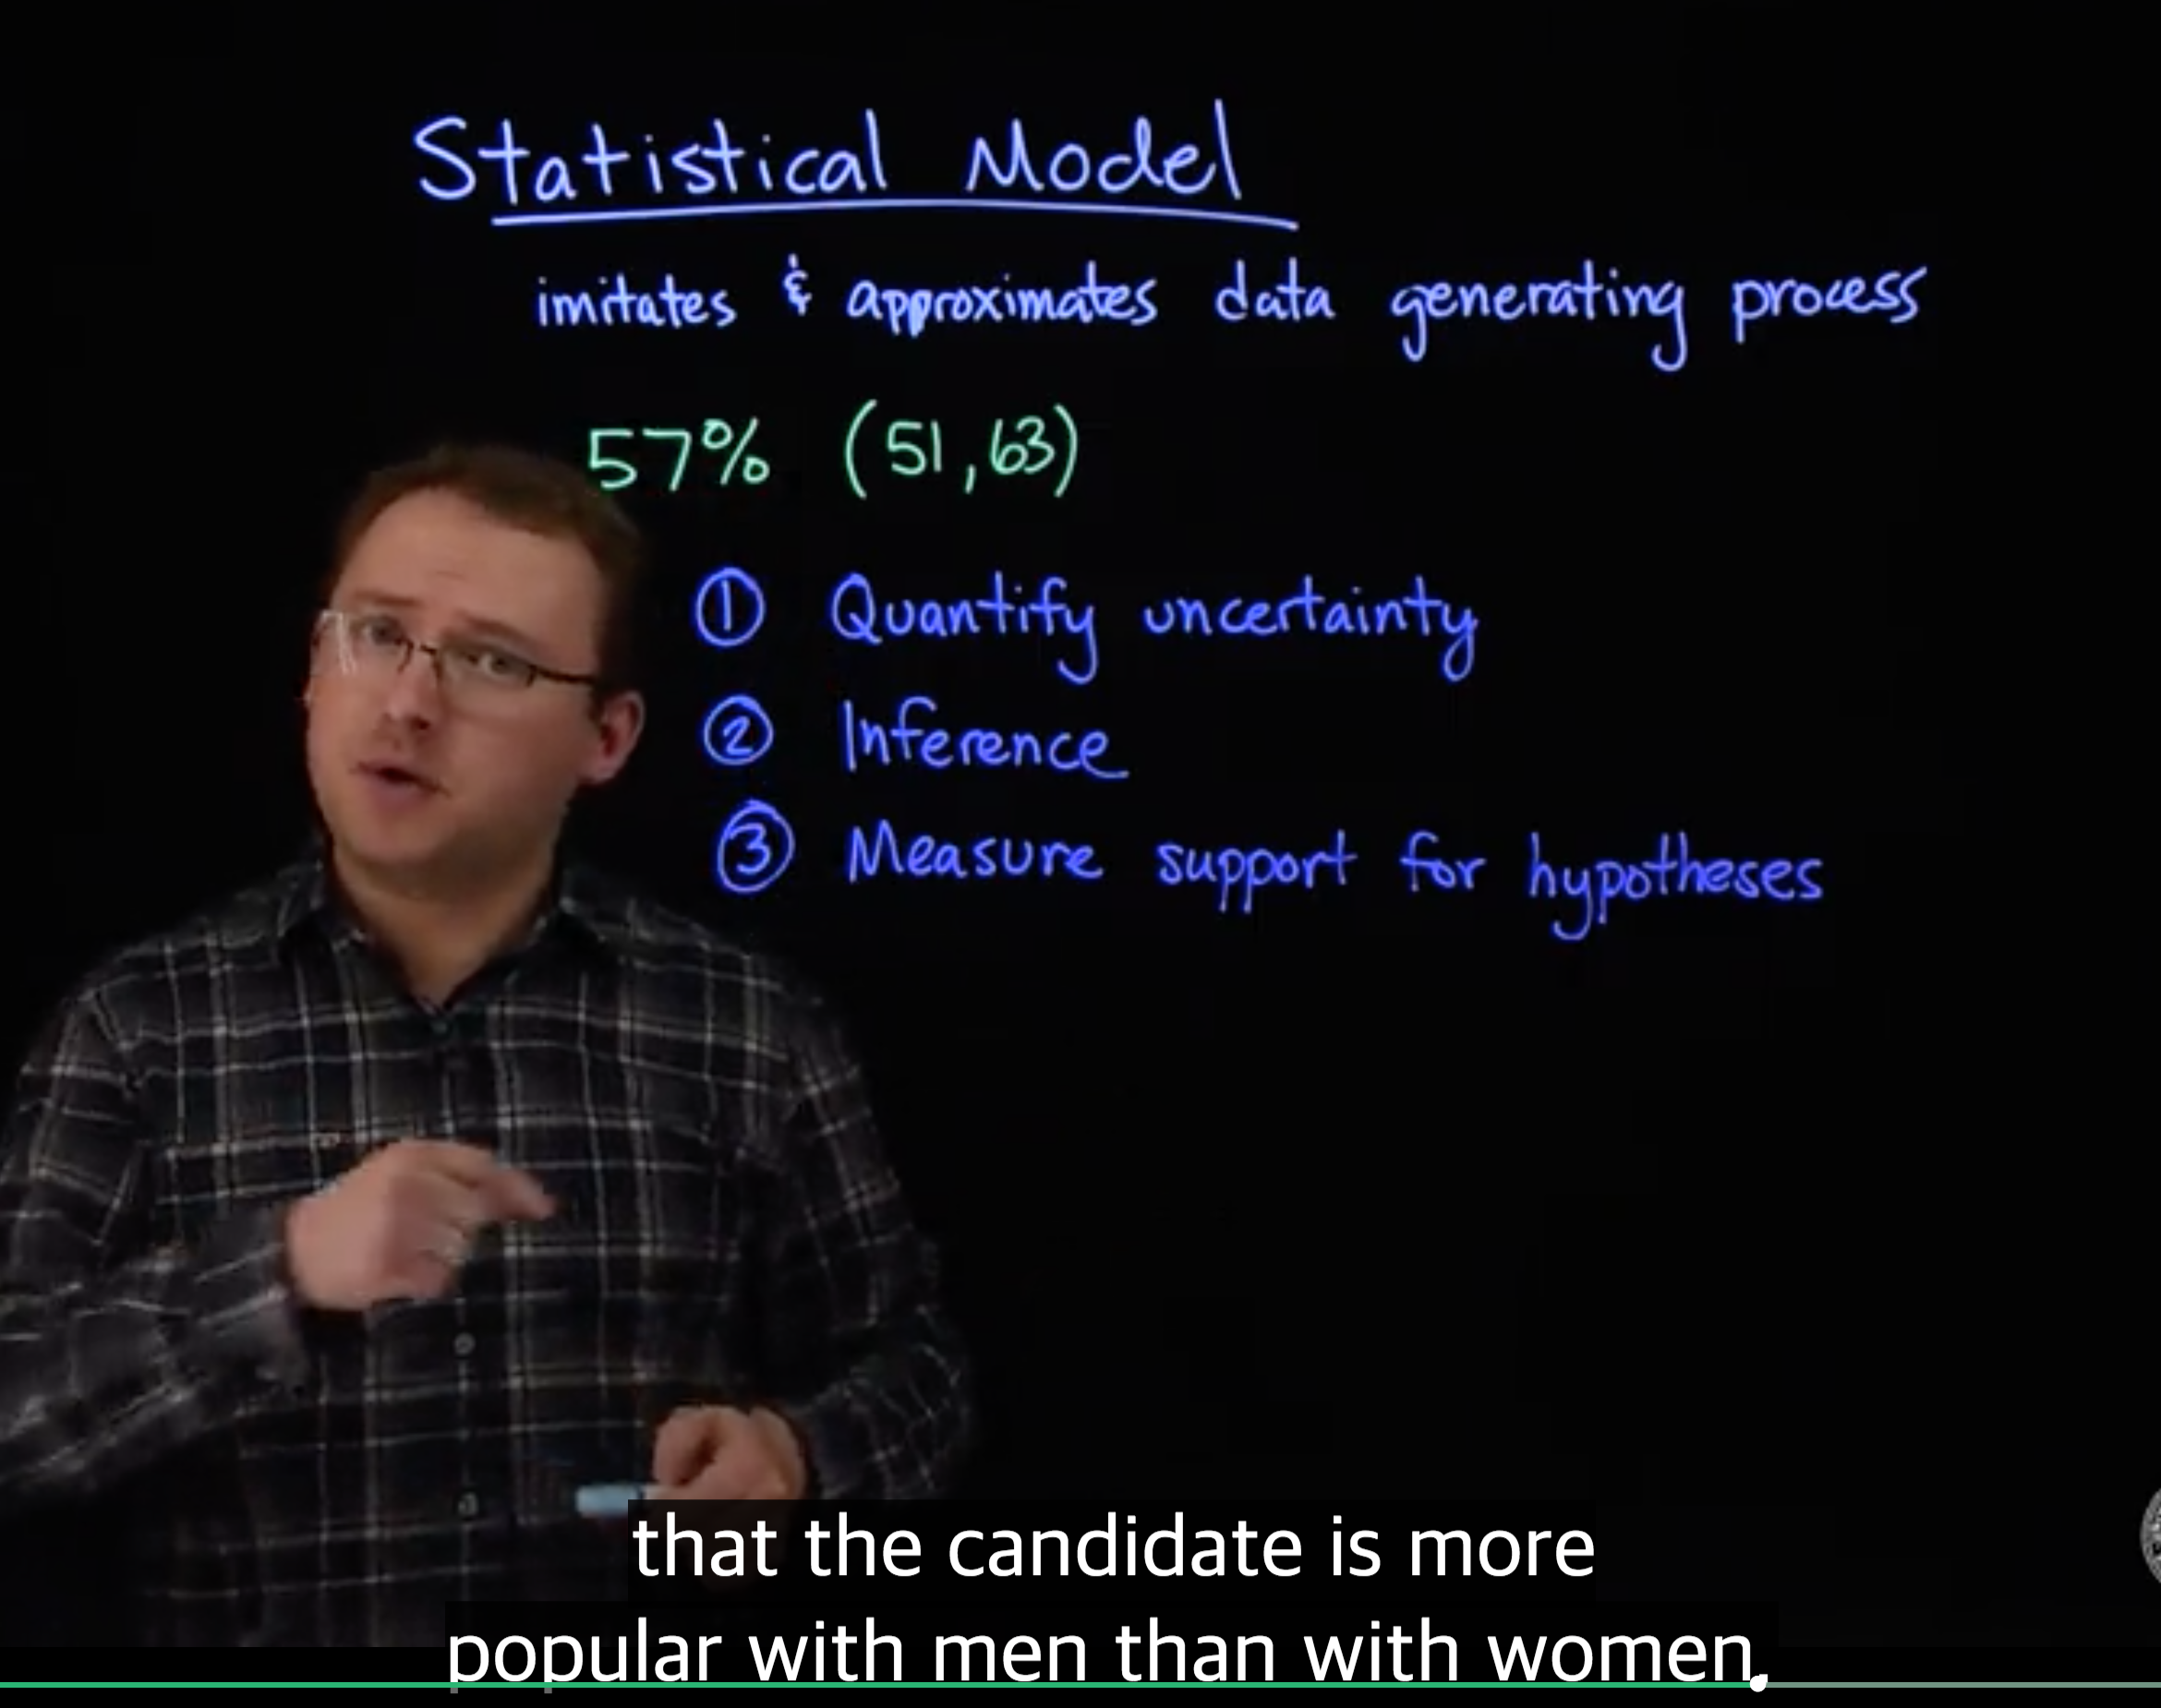 Statistical Model
imitates & approximates data generating process
57% (51,63)
① Quantify uncertainty
② Inference
③ Measure support for hypotheses
that the candidate is more
popular with men than with women,